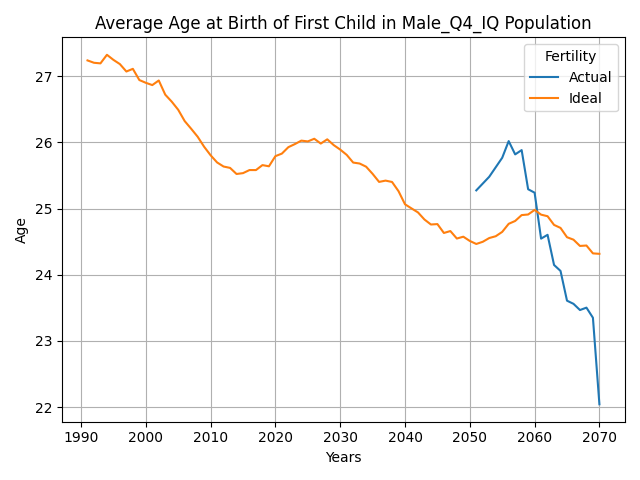 Average Age at Birth of First Child in Male_Q4_IQ Population
Fertility
Actual
Ideal
Age
27
26
25
24
23
22
1990
2000
2010
2020
2030
2040
2050
2060
2070
Years